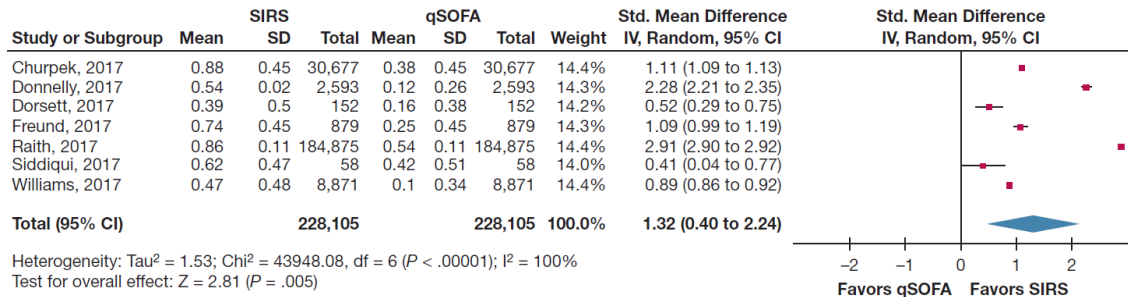 SIRS qSOFA Std. Mean Difference Std. Mean Difference
Study or Subgroup Mean SD Total Mean SD Total Weight IV, Random, 95% CI IV, Random, 95% CI
Churpek, 2017 0.88 0.45 30,677 0.38 0.45 30,677 14.4% 1.11 (1.09 to 1.13)
Donnelly, 2017 0.54 0.02 2,593 0.12 0.26 2,593 14.3% 2.28 (2.21 to 2.35)
Dorsett, 2017 0.39 0.5 152 0.16 0.38 152 14.2% 0.52 (0.29 to 0.75)
Freund, 2017 0.74 0.45 879 0.25 0.45 879 14.3% 1.09 (0.99 to 1.19)
Raith, 2017 0.86 0.11 184,875 0.54 0.11 184,875 14.4% 2.91 (2.90 to 2.92)
Siddiqui, 2017 0.62 0.47 58 0.42 0.51 58 14.0% 0.41 (0.04 to 0.77)
Williams, 2017 0.47 0.48 8,871 0.1 0.34 8,871 14.4% 0.89 (0.86 to 0.92)
Total (95% CI) 228,105 228,105 100.0% 1.32 (0.40 to 2.24)
Heterogeneity: Tau² = 1.53; Chi² = 43948.08, df = 6 (P < .00001); I² = 100%
Test for overall effect: Z = 2.81 (P = .005)
−2 −1 0 1 2
Favors qSOFA Favors SIRS